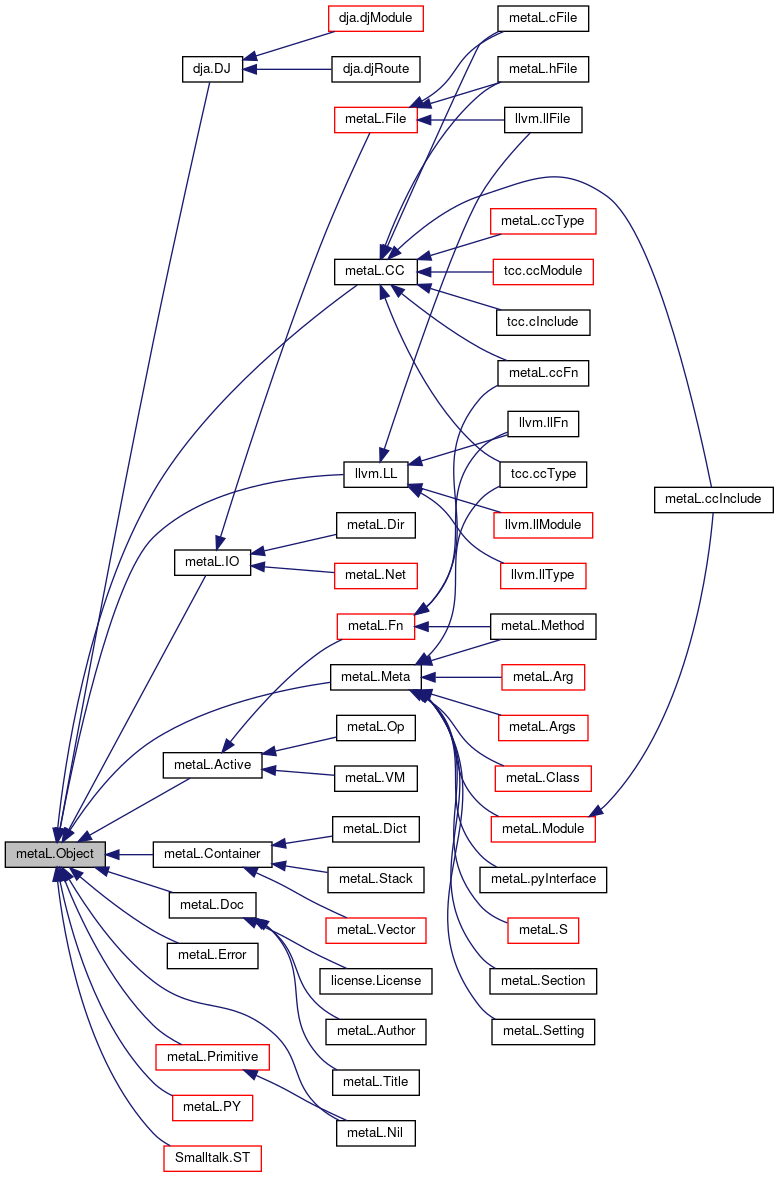 dja.djModule
metaL.cFile
dja.DJ
dja.djRoute
metaL.hFile
metaL.File
llvm.llFile
metaL.ccType
metaL.CC
tcc.ccModule
tcc.cInclude
metaL.ccFn
llvm.llFn
llvm.LL
tcc.ccType
metaL.ccInclude
metaL.Dir
llvm.llModule
metaL.IO
metaL.Net
llvm.llType
metaL.Fn
metaL.Method
metaL.Meta
metaL.Arg
metaL.Op
metaL.Args
metaL.Active
metaL.VM
metaL.Class
metaL.Dict
metaL.Module
metaL.Object
metaL.Container
metaL.Stack
metaL.pyInterface
metaL.Doc
metaL.Vector
metaL.S
metaL.Error
license.License
metaL.Section
metaL.Author
metaL.Setting
metaL.Primitive
metaL.Title
metaL.PY
metaL.Nil
Smalltalk.ST